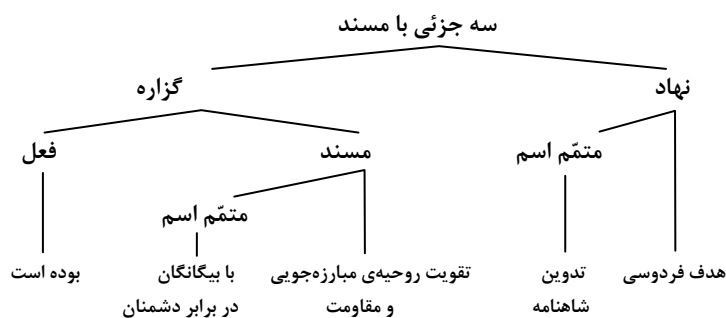 سه جزئی با مسند
نهاد
گزاره
متمّم اسم
مسند
فعل
متمّم اسم
هدف فردوسی
تدوین
شاهنامه
تقویت روحیه‌ی مبارزه‌جویی
و مقاومت
با بیگانگان
در برابر دشمنان
بوده است